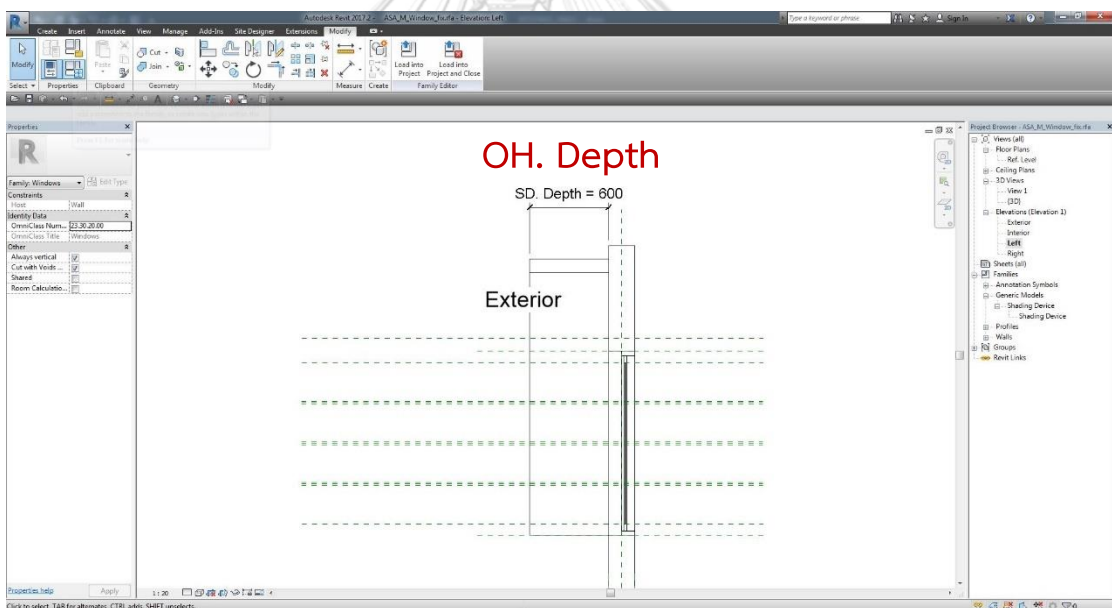 Autodesk Revit 2017.2 - ASA_M_Window_fix.rfa - Elevation: Left
Type a keyword or phrase
Sign In
Create Insert Annotate View Manage Add-Ins Site Designer Extensions Modify
Modify
Paste
Cut
Join
Load into Project
Load into Project and Close
Select Properties Clipboard Geometry Modify Measure Create Family Editor
Properties
R
Family: Windows
Edit Type
Constraints
Host Wall
Identity Data
OmniClass Num... 23.30.20.00
OmniClass Title Windows
Other
Always vertical
Cut with Voids ...
Shared
Room Calculatio...
Properties help
Apply
OH. Depth
SD. Depth = 600
Exterior
1 : 20
Project Browser - ASA_M_Window_fix.rfa
Views (all)
Floor Plans
Ref. Level
Ceiling Plans
3D Views
View 1
{3D}
Elevations (Elevation 1)
Exterior
Interior
Left
Right
Sheets (all)
Families
Annotation Symbols
Generic Models
Shading Device
Shading Device
Profiles
Walls
Groups
Revit Links
Click to select, TAB for alternates, CTRL adds, SHIFT unselects.